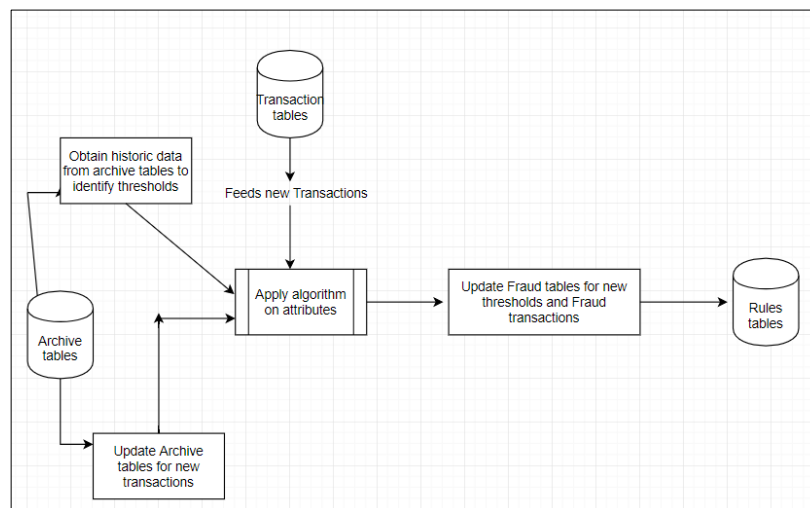 Transaction
tables
Obtain historic data
from archive tables to
identify thresholds
Feeds new Transactions
Apply algorithm
on attributes
Update Fraud tables for new
thresholds and Fraud
transactions
Rules
tables
Archive
tables
Update Archive
tables for new
transactions